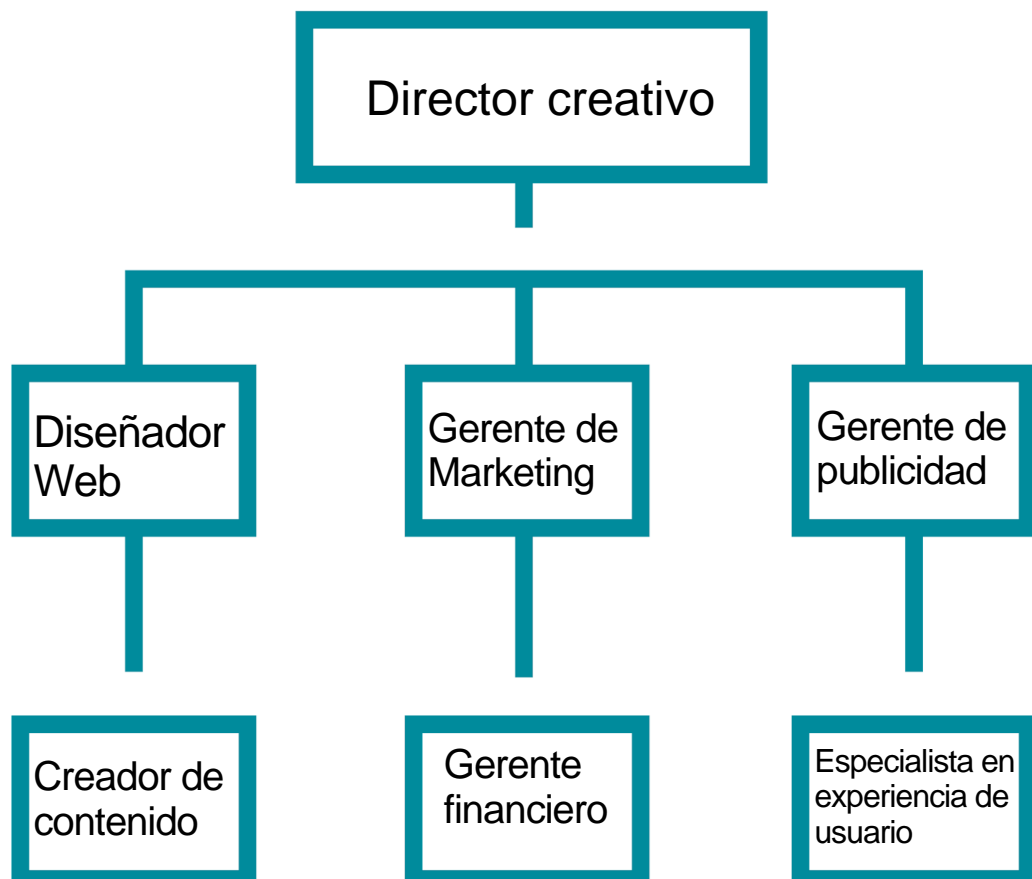 Director creativo
Diseñador
Web
Gerente de
Marketing
Gerente de
publicidad
Creador de
contenido
Gerente
financiero
Especialista en
experiencia de
usuario